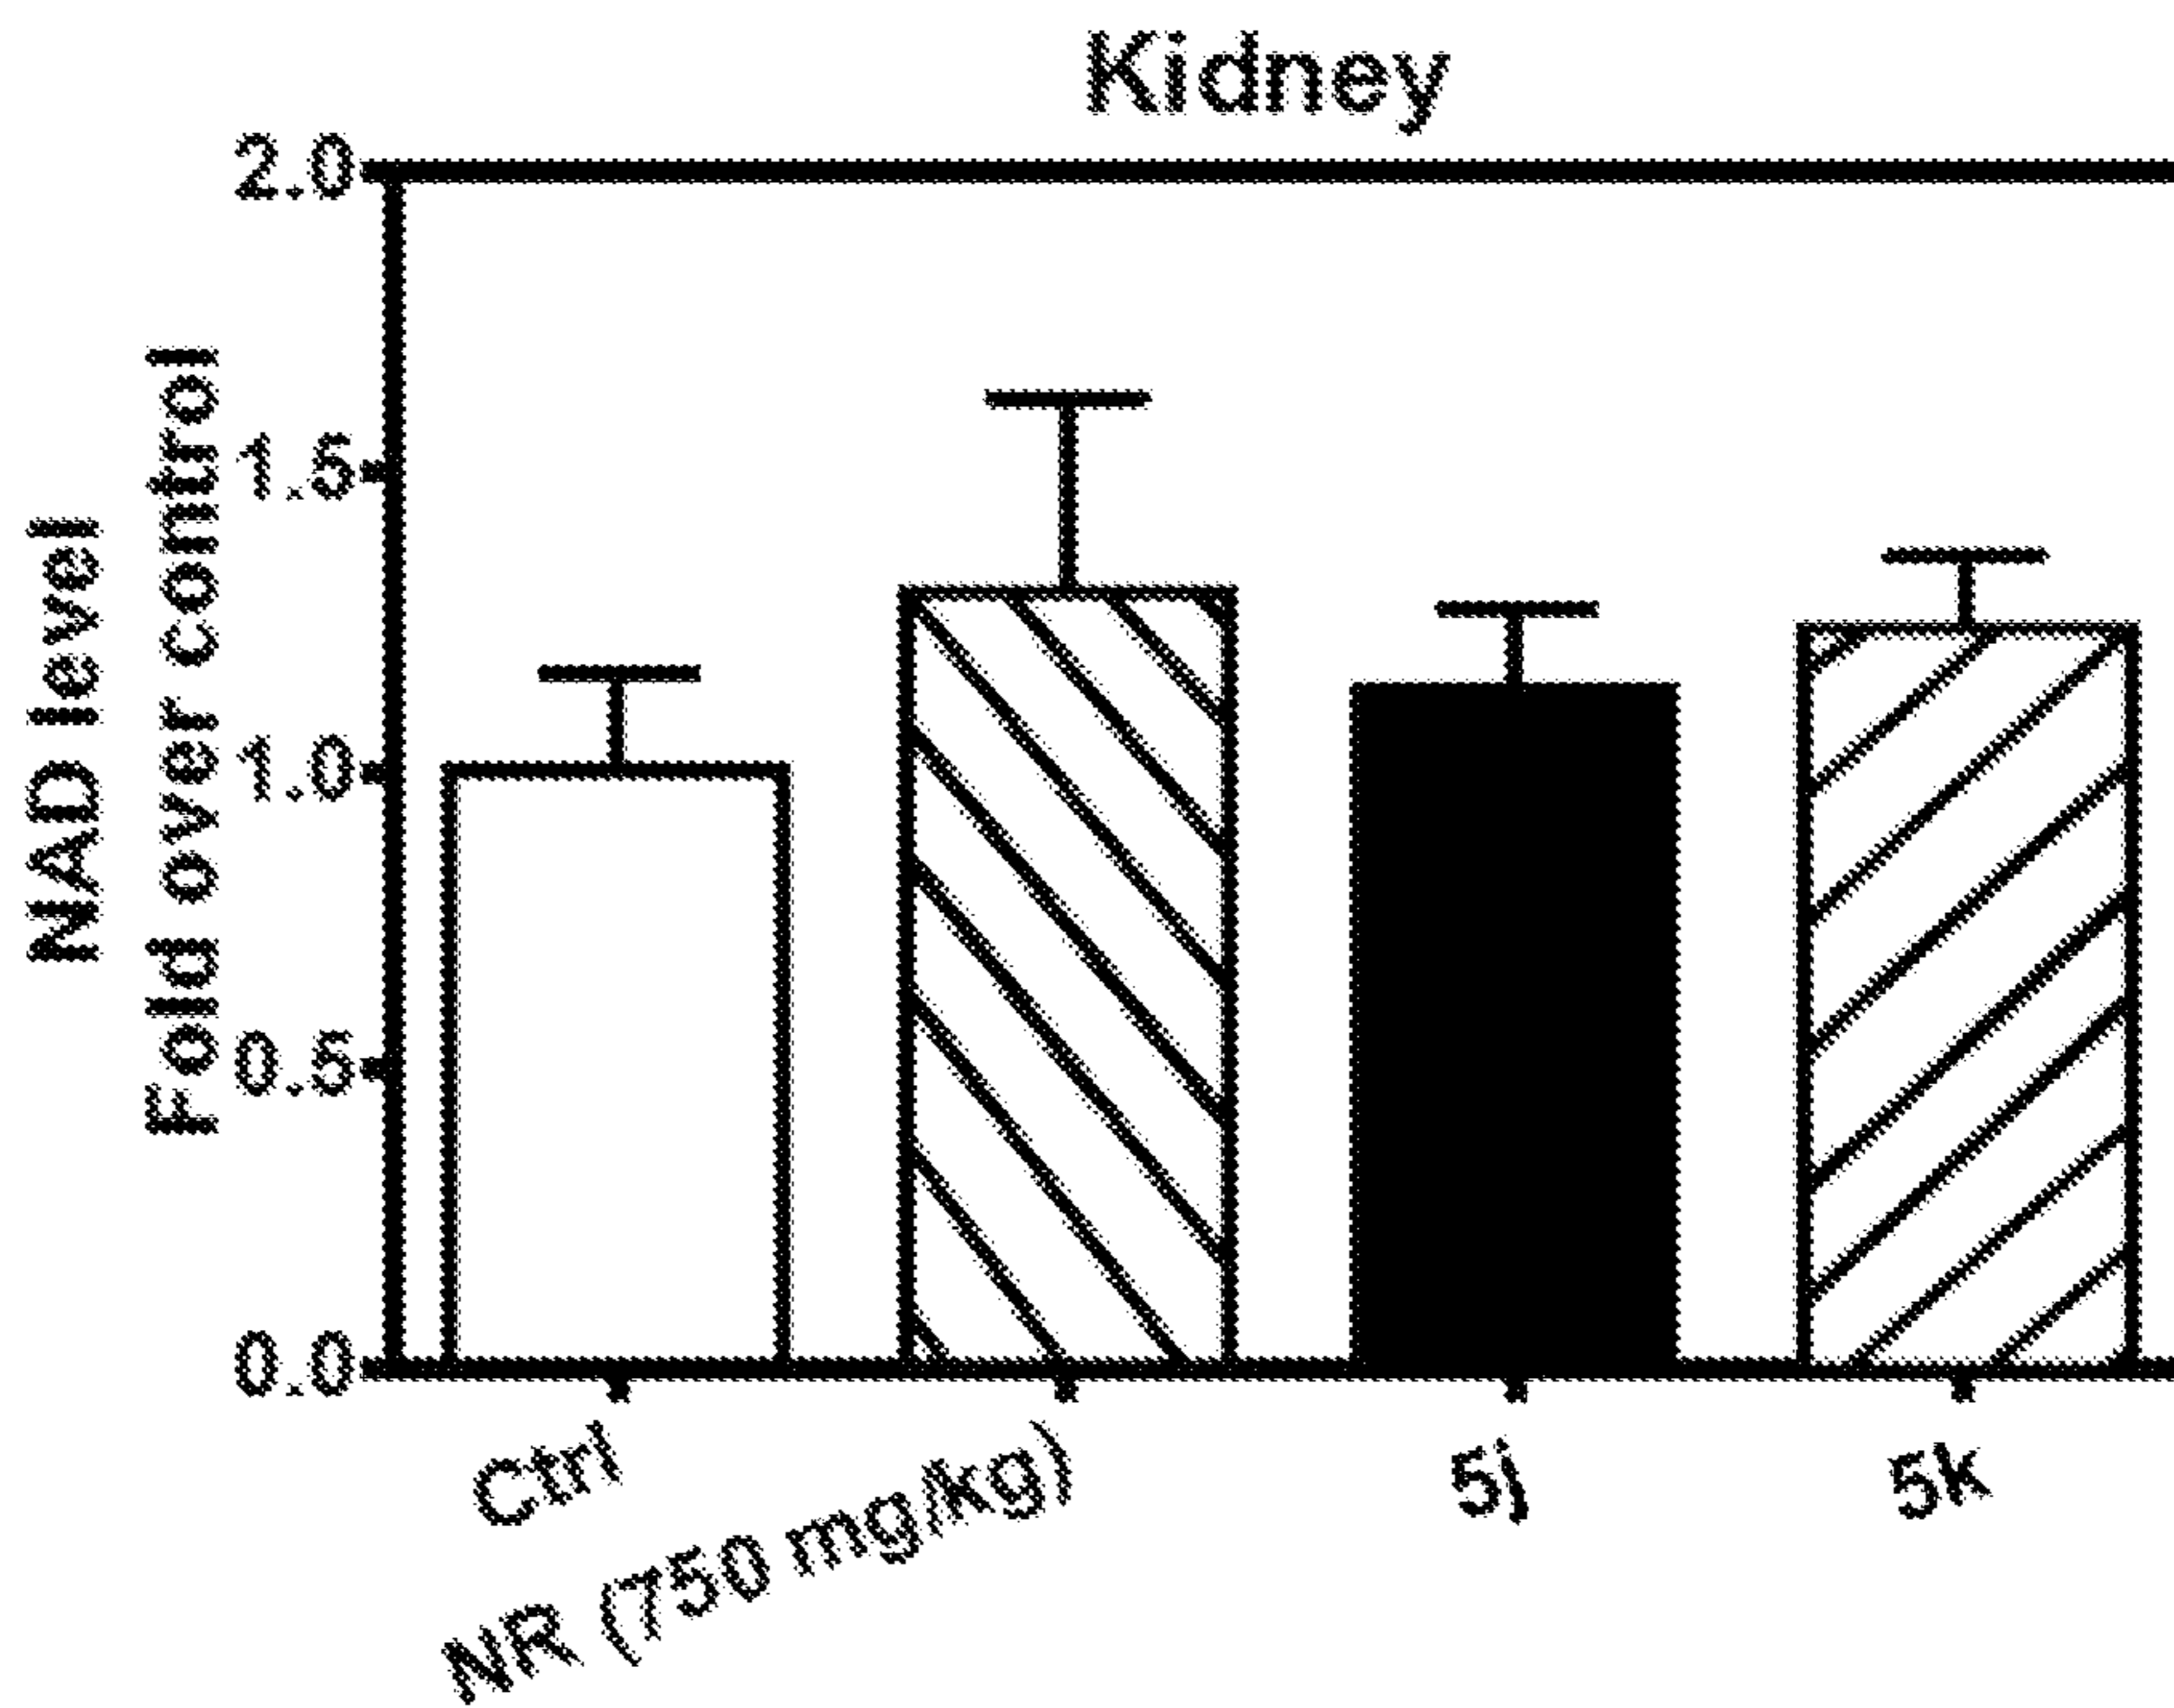 Kidney
NAD level
Fold over control
2.0
1.5
1.0
0.5
0.0
Ctrl
NR (750 mg/kg)
5j
5k